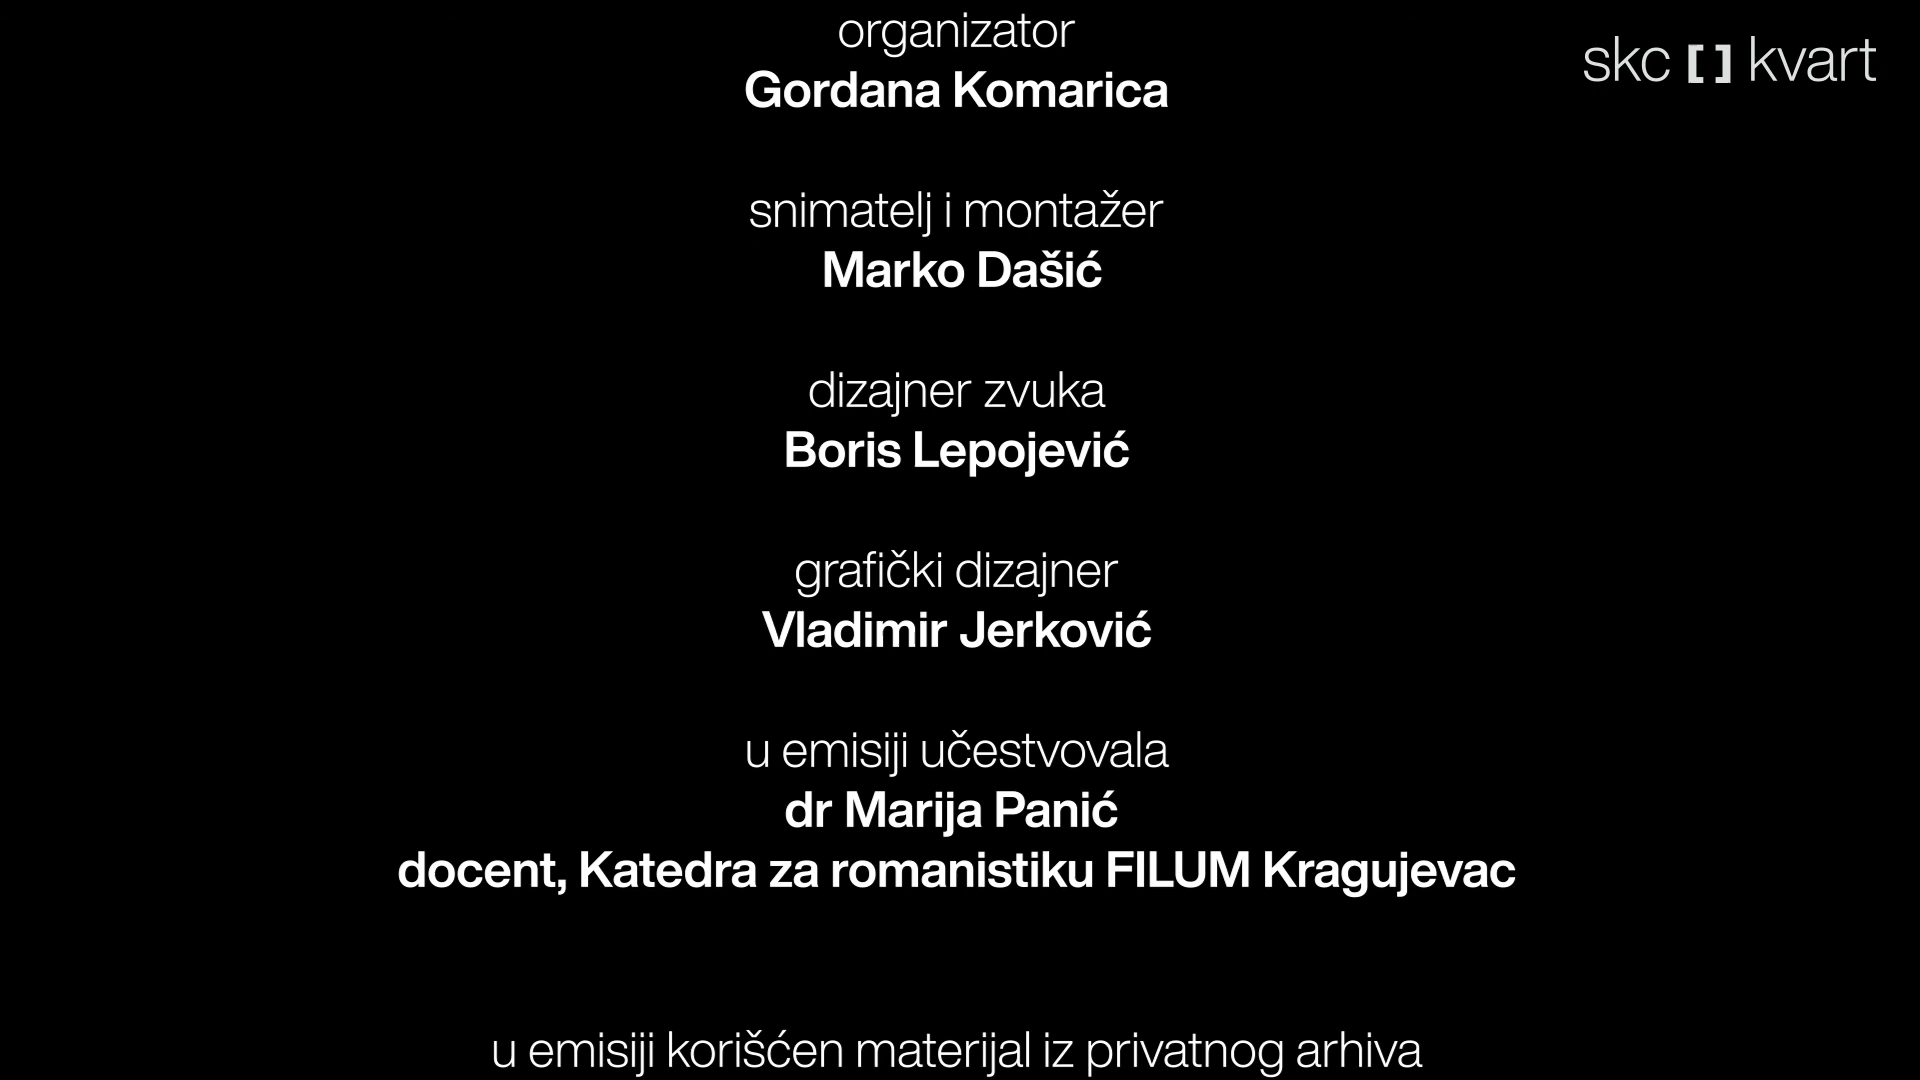 organizator
Gordana Komarica
skc [ ] kvart
snimatelj i montažer
Marko Dašić
dizajner zvuka
Boris Lepojević
grafički dizajner
Vladimir Jerković
u emisiji učestvovala
dr Marija Panić
docent, Katedra za romanistiku FILUM Kragujevac
u emisiji korišćen materijal iz privatnog arhiva